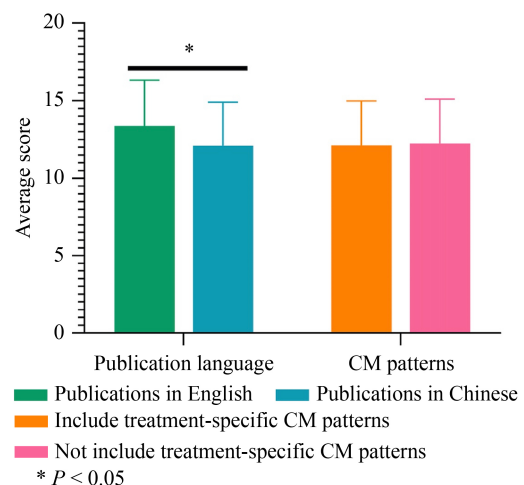 20
15
10
5
0
Average score
*
Publication language CM patterns
Publications in English Publications in Chinese
Include treatment-specific CM patterns
Not include treatment-specific CM patterns
* P < 0.05